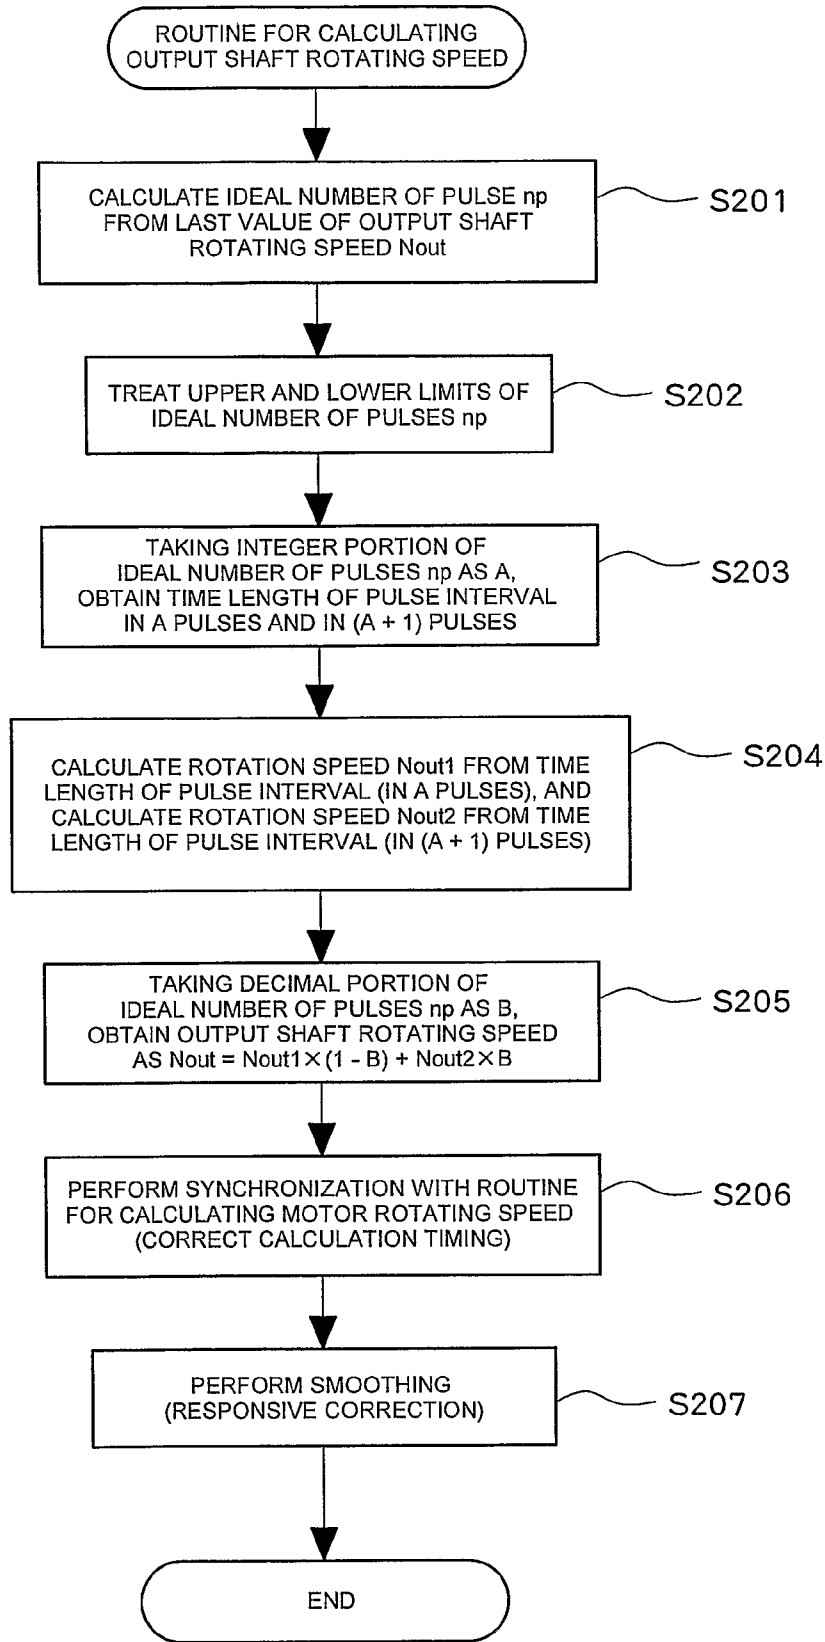 ROUTINE FOR CALCULATING
OUTPUT SHAFT ROTATING SPEED
CALCULATE IDEAL NUMBER OF PULSE np
FROM LAST VALUE OF OUTPUT SHAFT
ROTATING SPEED Nout
S201
TREAT UPPER AND LOWER LIMITS OF
IDEAL NUMBER OF PULSES np
S202
TAKING INTEGER PORTION OF
IDEAL NUMBER OF PULSES np AS A,
OBTAIN TIME LENGTH OF PULSE INTERVAL
IN A PULSES AND IN (A + 1) PULSES
S203
CALCULATE ROTATION SPEED Nout1 FROM TIME
LENGTH OF PULSE INTERVAL (IN A PULSES), AND
CALCULATE ROTATION SPEED Nout2 FROM TIME
LENGTH OF PULSE INTERVAL (IN (A + 1) PULSES)
S204
TAKING DECIMAL PORTION OF
IDEAL NUMBER OF PULSES np AS B,
OBTAIN OUTPUT SHAFT ROTATING SPEED
AS Nout = Nout1×(1 - B) + Nout2×B
S205
PERFORM SYNCHRONIZATION WITH ROUTINE
FOR CALCULATING MOTOR ROTATING SPEED
(CORRECT CALCULATION TIMING)
S206
PERFORM SMOOTHING
(RESPONSIVE CORRECTION)
S207
END